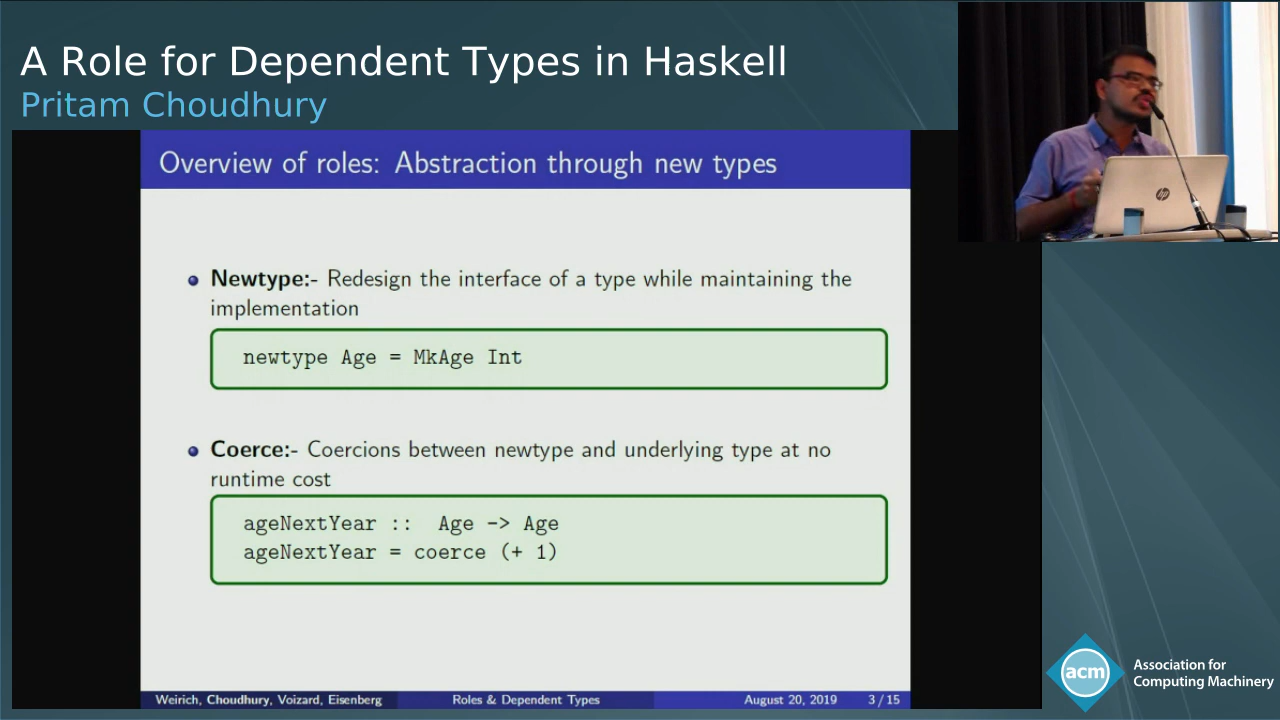 A Role for Dependent Types in Haskell
Pritam Choudhury
Overview of roles: Abstraction through new types
Newtype:- Redesign the interface of a type while maintaining the
implementation
newtype Age = MkAge Int
Coerce:- Coercions between newtype and underlying type at no
runtime cost
ageNextYear :: Age -> Age
ageNextYear = coerce (+ 1)
Weirich, Choudhury, Voizard, Eisenberg
Roles & Dependent Types
August 20, 2019
3 / 15
hp
acm
Association for
Computing Machinery